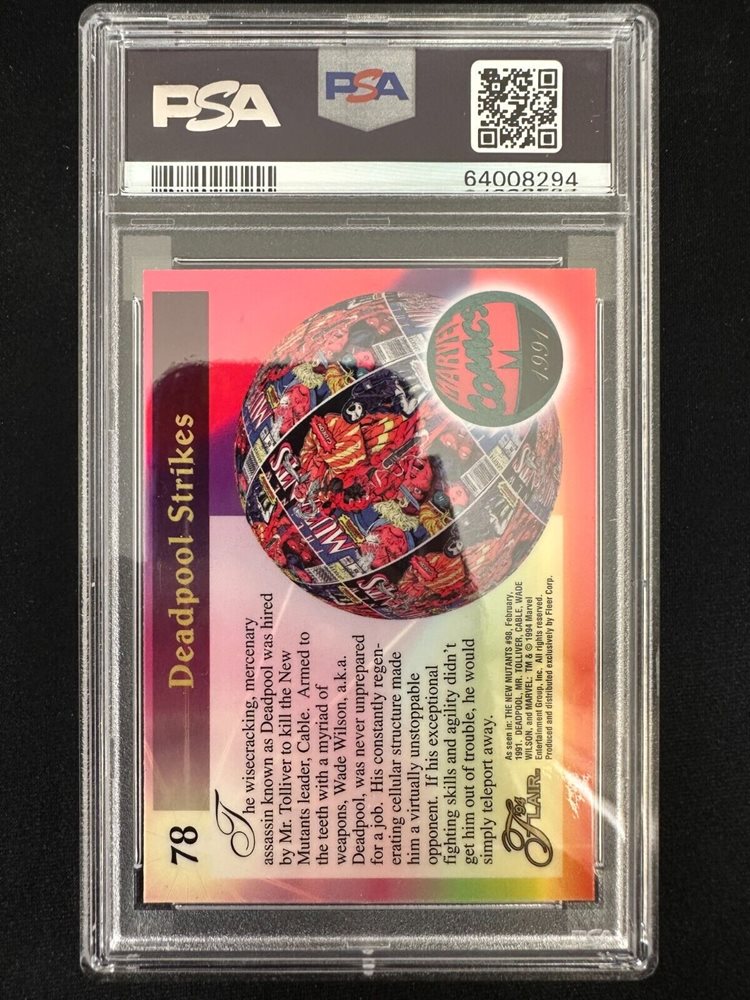 PSA
PSA
64008294
78
Deadpool Strikes
MARVEL
COMICS
M
1991
The wisecracking, mercenary
assassin known as Deadpool was hired
by Mr. Tolliver to kill the New
Mutants leader, Cable. Armed to
the teeth with a myriad of
weapons, Wade Wilson, a.k.a.
Deadpool, was never unprepared
for a job. His constantly regen-
erating cellular structure made
him a virtually unstoppable
opponent. If his exceptional
fighting skills and agility didn't
get him out of trouble, he would
simply teleport away.
'94
FLAIR
As seen in: THE NEW MUTANTS #98, February,
1991. DEADPOOL, MR. TOLLIVER, CABLE, WADE
WILSON, and MARVEL: TM & © 1994 Marvel
Entertainment Group, Inc. All rights reserved.
Produced and distributed exclusively by Fleer Corp.
PSA